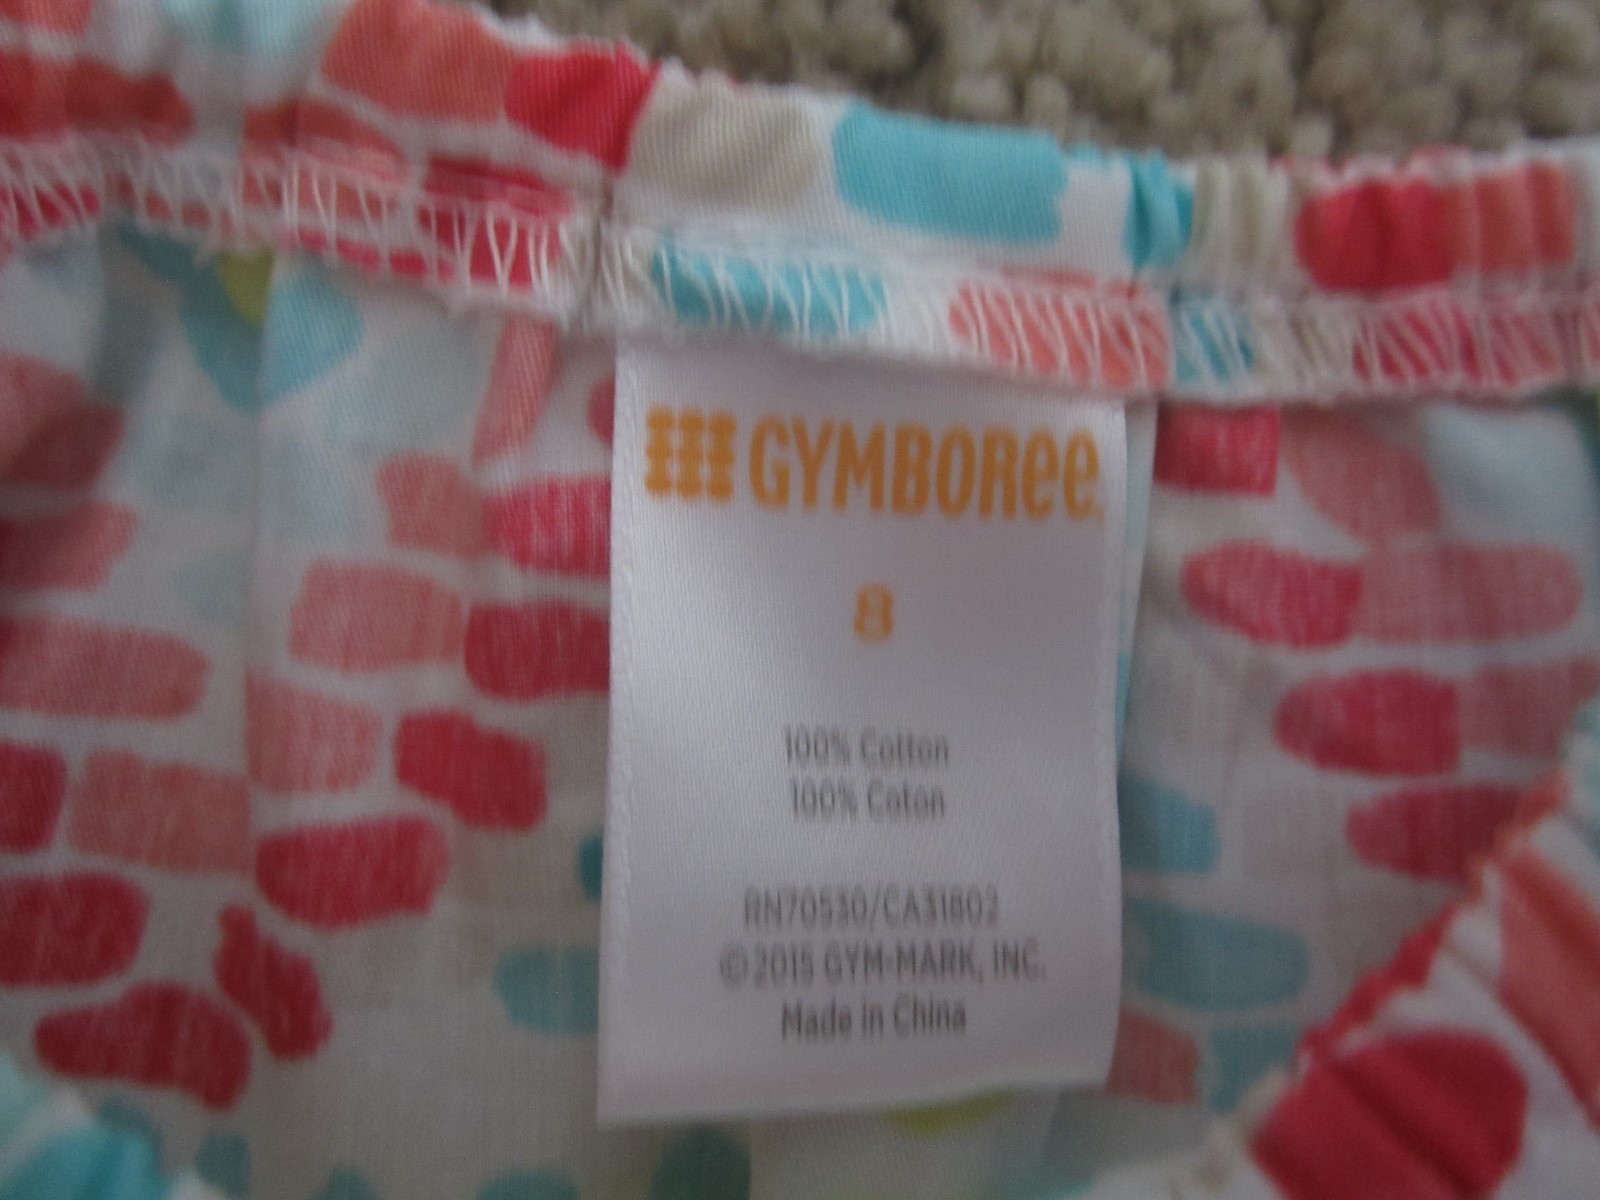 GYMBOREE
8
100% Cotton
100% Coton
RN70530/CA31802
©2015 GYM-MARK, INC.
Made in China